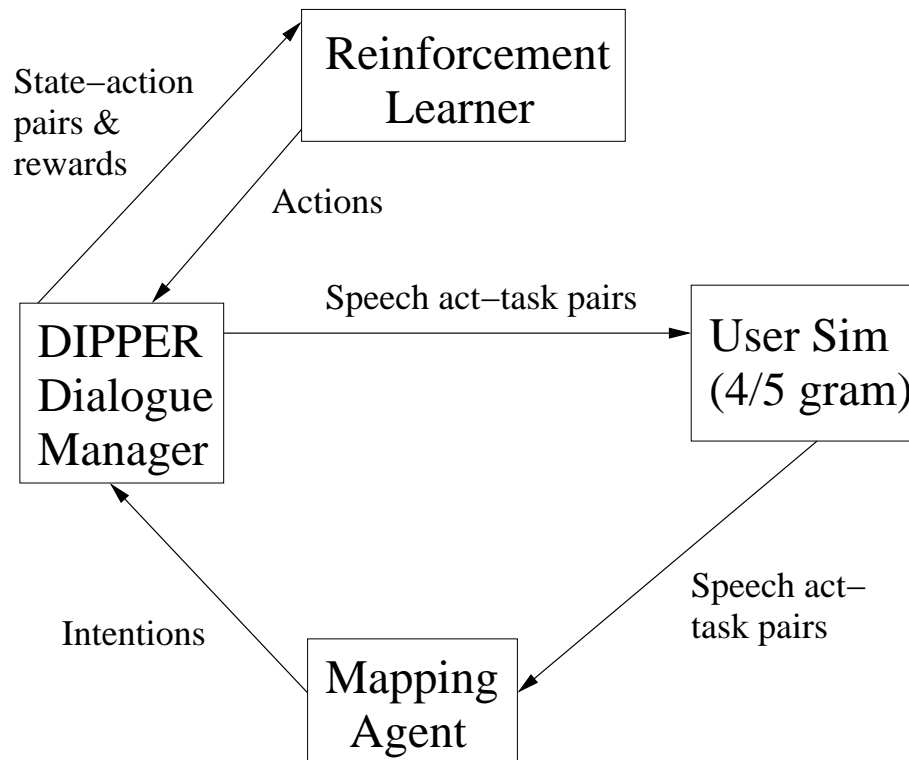 Reinforcement
Learner
State−action
pairs &
rewards
Actions
Speech act−task pairs
DIPPER
Dialogue
Manager
User Sim
(4/5 gram)
Speech act−
task pairs
Intentions
Mapping
Agent